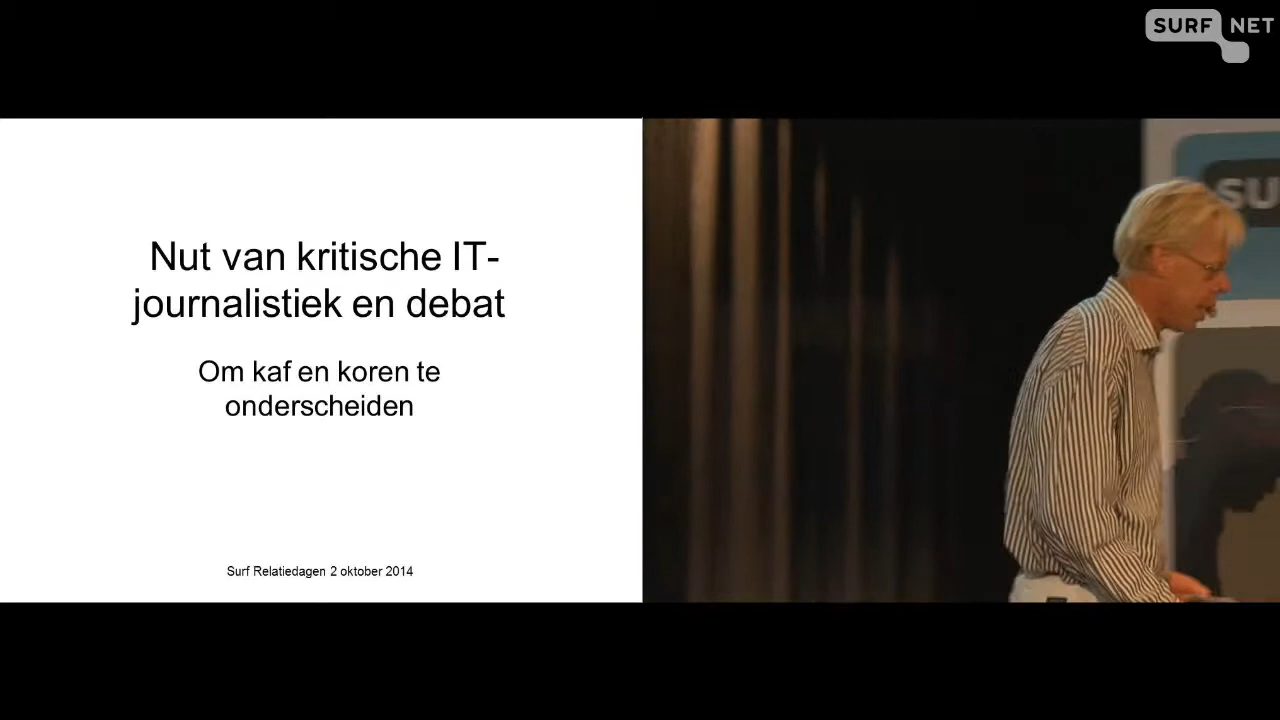 SURF NET
Nut van kritische IT-
journalistiek en debat
Om kaf en koren te
onderscheiden
Surf Relatiedagen 2 oktober 2014
SU